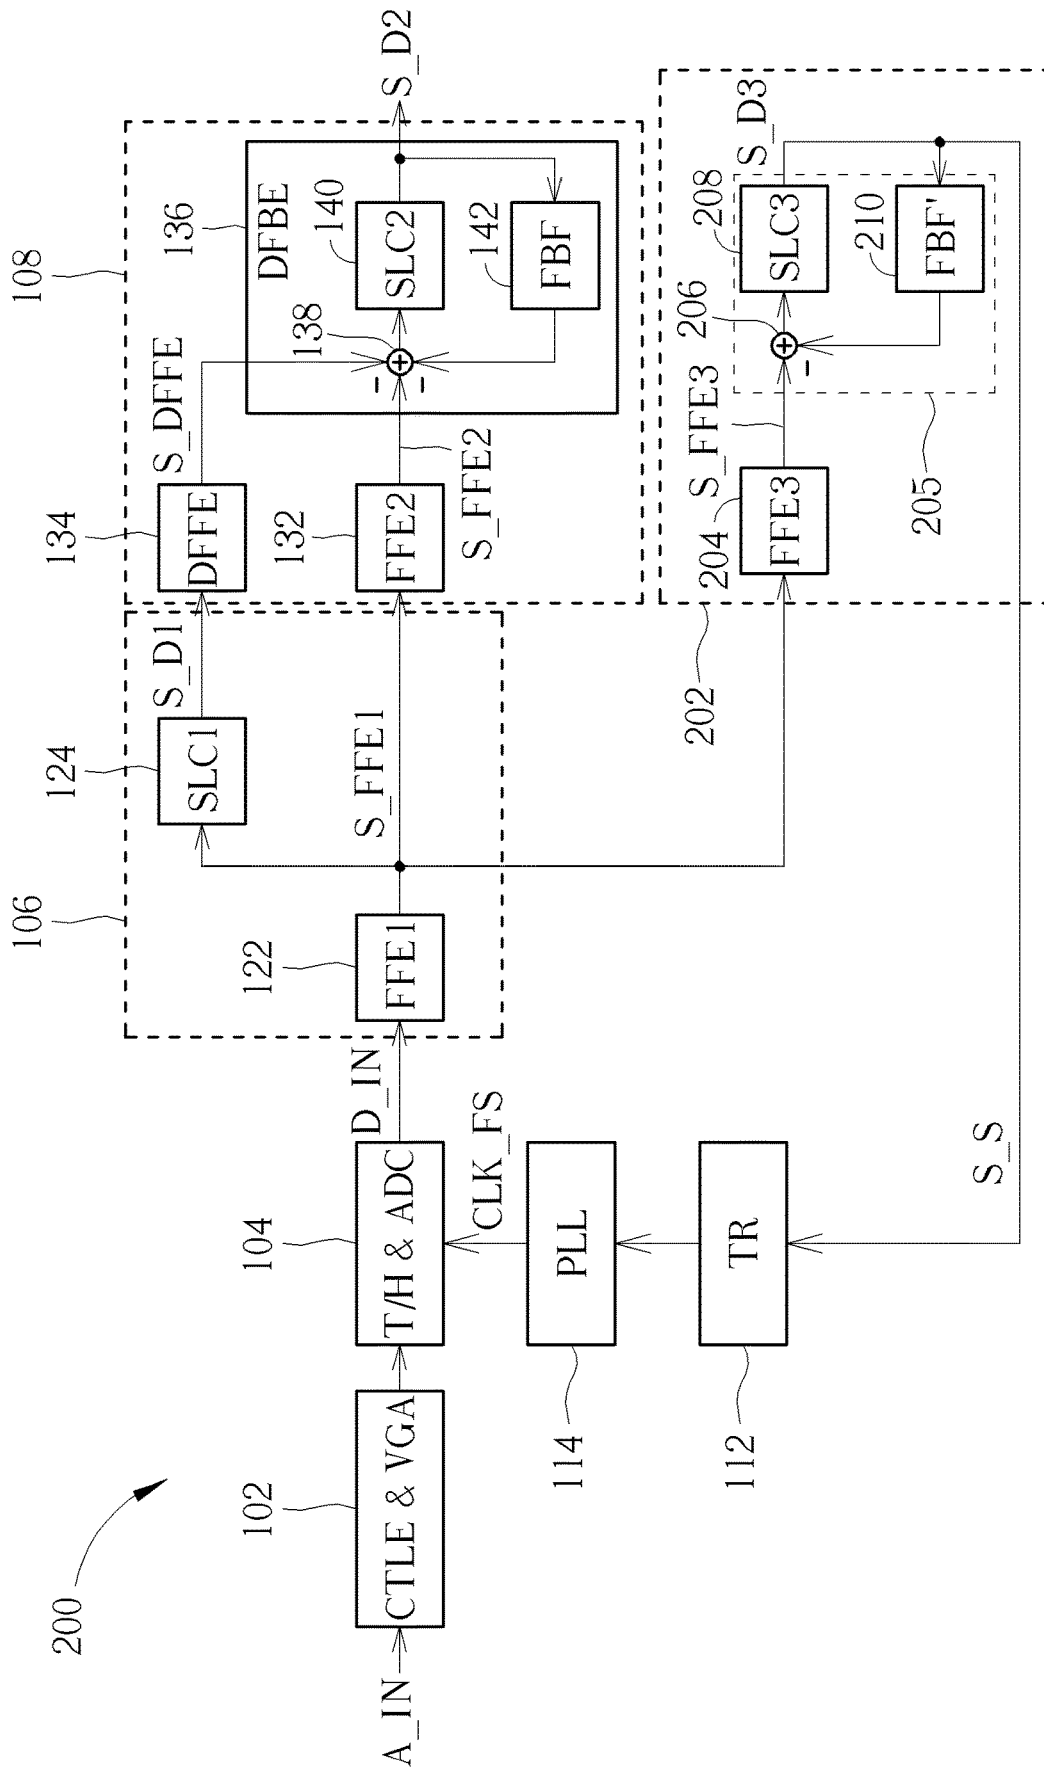 200
A_IN
102
CTLE & VGA
104
T/H & ADC
D_IN
CLK_FS
114
PLL
112
TR
S_S
106
122
FFE1
124
SLC1
S_D1
S_FFE1
108
134
DFFE
S_DFFE
132
FFE2
S_FFE2
136
DFBE
138
+
-
-
140
SLC2
142
FBF
S_D2
202
204
FFE3
S_FFE3
205
206
+
-
208
SLC3
210
FBF'
S_D3